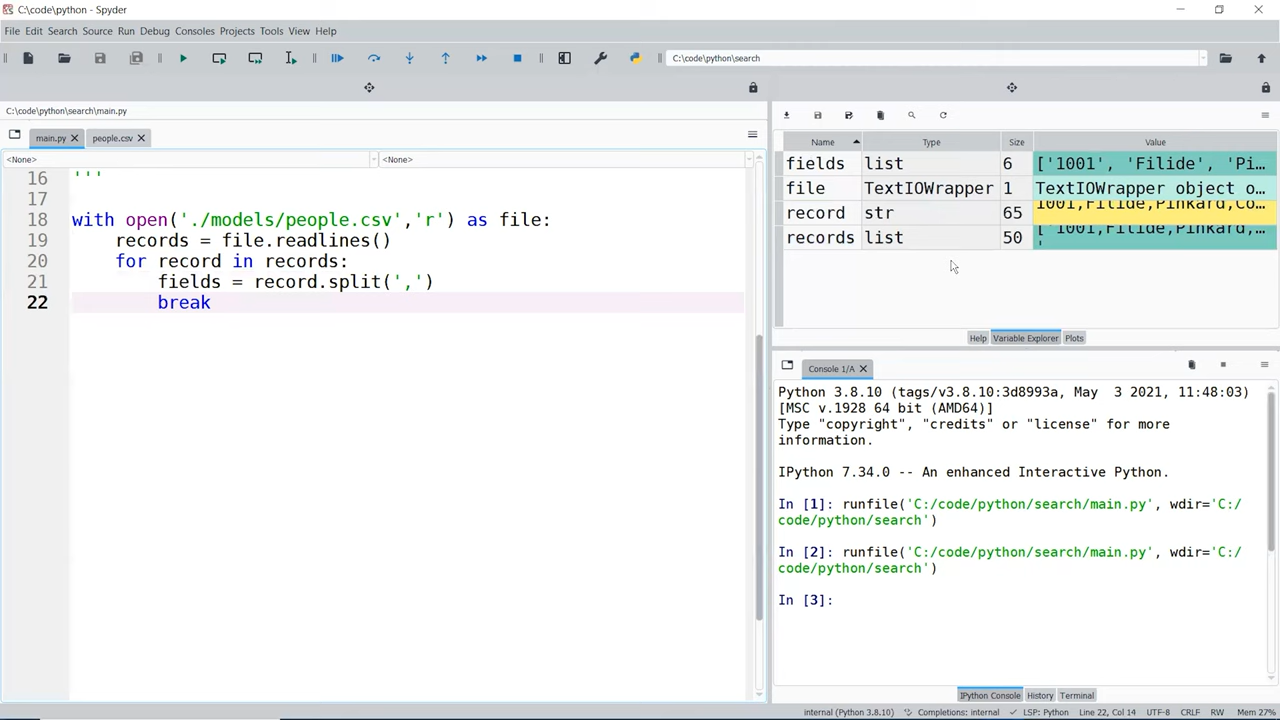 C:\code\python - Spyder
File Edit Search Source Run Debug Consoles Projects Tools View Help
C:\code\python\search
C:\code\python\search\main.py
main.py people.csv
<None> <None>
16 '''
17
18 with open('./models/people.csv','r') as file:
19 records = file.readlines()
20 for record in records:
21 fields = record.split(',')
22 break
Name Type Size Value
fields list 6 ['1001', 'Filide', 'Pi…
file TextIOWrapper 1 TextIOWrapper object o…
record str 65 1001,Filide,Pinkard,Co…
records list 50 ['1001,Filide,Pinkard,…
'
Help Variable Explorer Plots
Console 1/A
Python 3.8.10 (tags/v3.8.10:3d8993a, May 3 2021, 11:48:03)
[MSC v.1928 64 bit (AMD64)]
Type "copyright", "credits" or "license" for more
information.
IPython 7.34.0 -- An enhanced Interactive Python.
In [1]: runfile('C:/code/python/search/main.py', wdir='C:/
code/python/search')
In [2]: runfile('C:/code/python/search/main.py', wdir='C:/
code/python/search')
In [3]:
IPython Console History Terminal
internal (Python 3.8.10) Completions: internal LSP: Python Line 22, Col 14 UTF-8 CRLF RW Mem 27%